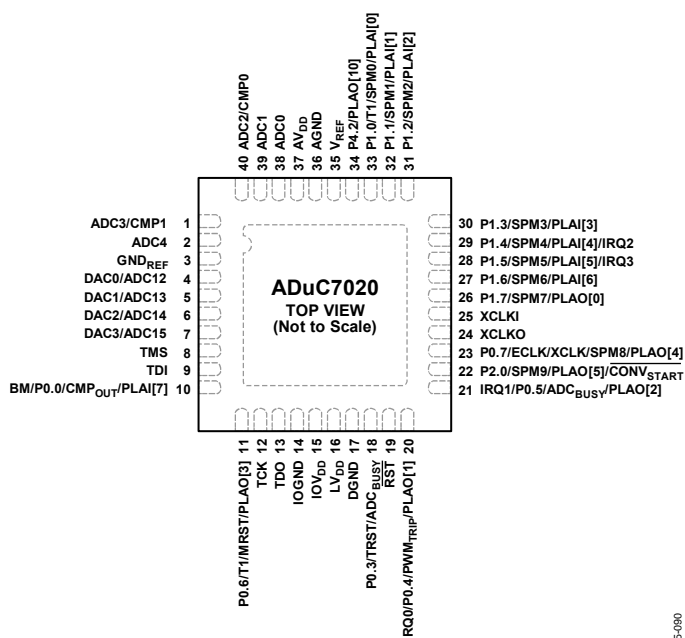 40 ADC2/CMP0
39 ADC1
38 ADC0
37 AVDD
36 AGND
35 VREF
34 P4.2/PLAO[10]
33 P1.0/T1/SPM0/PLAI[0]
32 P1.1/SPM1/PLAI[1]
31 P1.2/SPM2/PLAI[2]
ADC3/CMP1 1
ADC4 2
GNDREF 3
DAC0/ADC12 4
DAC1/ADC13 5
DAC2/ADC14 6
DAC3/ADC15 7
TMS 8
TDI 9
BM/P0.0/CMPOUT/PLAI[7] 10
ADuC7020
TOP VIEW
(Not to Scale)
30 P1.3/SPM3/PLAI[3]
29 P1.4/SPM4/PLAI[4]/IRQ2
28 P1.5/SPM5/PLAI[5]/IRQ3
27 P1.6/SPM6/PLAI[6]
26 P1.7/SPM7/PLAO[0]
25 XCLKI
24 XCLKO
23 P0.7/ECLK/XCLK/SPM8/PLAO[4]
22 P2.0/SPM9/PLAO[5]/CONVSTART
21 IRQ1/P0.5/ADCBUSY/PLAO[2]
P0.6/T1/MRST/PLAO[3] 11
TCK 12
TDO 13
IOGND 14
IOVDD 15
LVDD 16
DGND 17
P0.3/TRST/ADCBUSY 18
RST 19
RQ0/P0.4/PWMTRIP/PLAO[1] 20